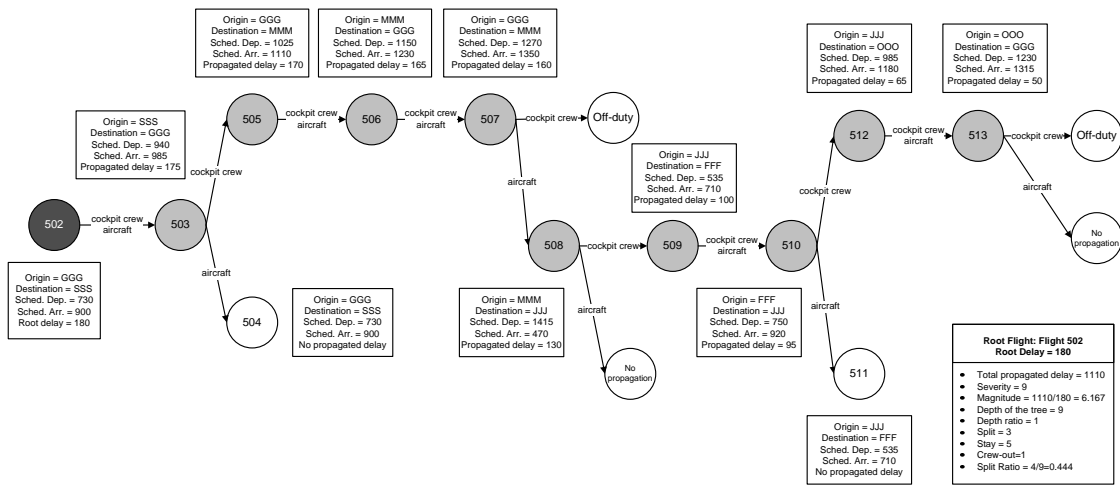 Origin = GGG
Destination = MMM
Sched. Dep. = 1025
Sched. Arr. = 1110
Propagated delay = 170
Origin = MMM
Destination = GGG
Sched. Dep. = 1150
Sched. Arr. = 1230
Propagated delay = 165
Origin = GGG
Destination = MMM
Sched. Dep. = 1270
Sched. Arr. = 1350
Propagated delay = 160
Origin = JJJ
Destination = OOO
Sched. Dep. = 985
Sched. Arr. = 1180
Propagated delay = 65
Origin = OOO
Destination = GGG
Sched. Dep. = 1230
Sched. Arr. = 1315
Propagated delay = 50
Origin = SSS
Destination = GGG
Sched. Dep. = 940
Sched. Arr. = 985
Propagated delay = 175
505
cockpit crew
aircraft
506
cockpit crew
aircraft
507
cockpit crew
Off-duty
512
cockpit crew
aircraft
513
cockpit crew
Off-duty
Origin = JJJ
Destination = FFF
Sched. Dep. = 535
Sched. Arr. = 710
Propagated delay = 100
cockpit crew
aircraft
cockpit crew
aircraft
502
cockpit crew
aircraft
503
508
cockpit crew
509
cockpit crew
aircraft
510
No
propagation
aircraft
aircraft
aircraft
Origin = GGG
Destination = SSS
Sched. Dep. = 730
Sched. Arr. = 900
Root delay = 180
504
Origin = GGG
Destination = SSS
Sched. Dep. = 730
Sched. Arr. = 900
No propagated delay
Origin = MMM
Destination = JJJ
Sched. Dep. = 1415
Sched. Arr. = 470
Propagated delay = 130
Origin = FFF
Destination = JJJ
Sched. Dep. = 750
Sched. Arr. = 920
Propagated delay = 95
No
propagation
511
Origin = JJJ
Destination = FFF
Sched. Dep. = 535
Sched. Arr. = 710
No propagated delay
Root Flight: Flight 502
Root Delay = 180
• Total propagated delay = 1110
• Severity = 9
• Magnitude = 1110/180 = 6.167
• Depth of the tree = 9
• Depth ratio = 1
• Split = 3
• Stay = 5
• Crew-out=1
• Split Ratio = 4/9=0.444